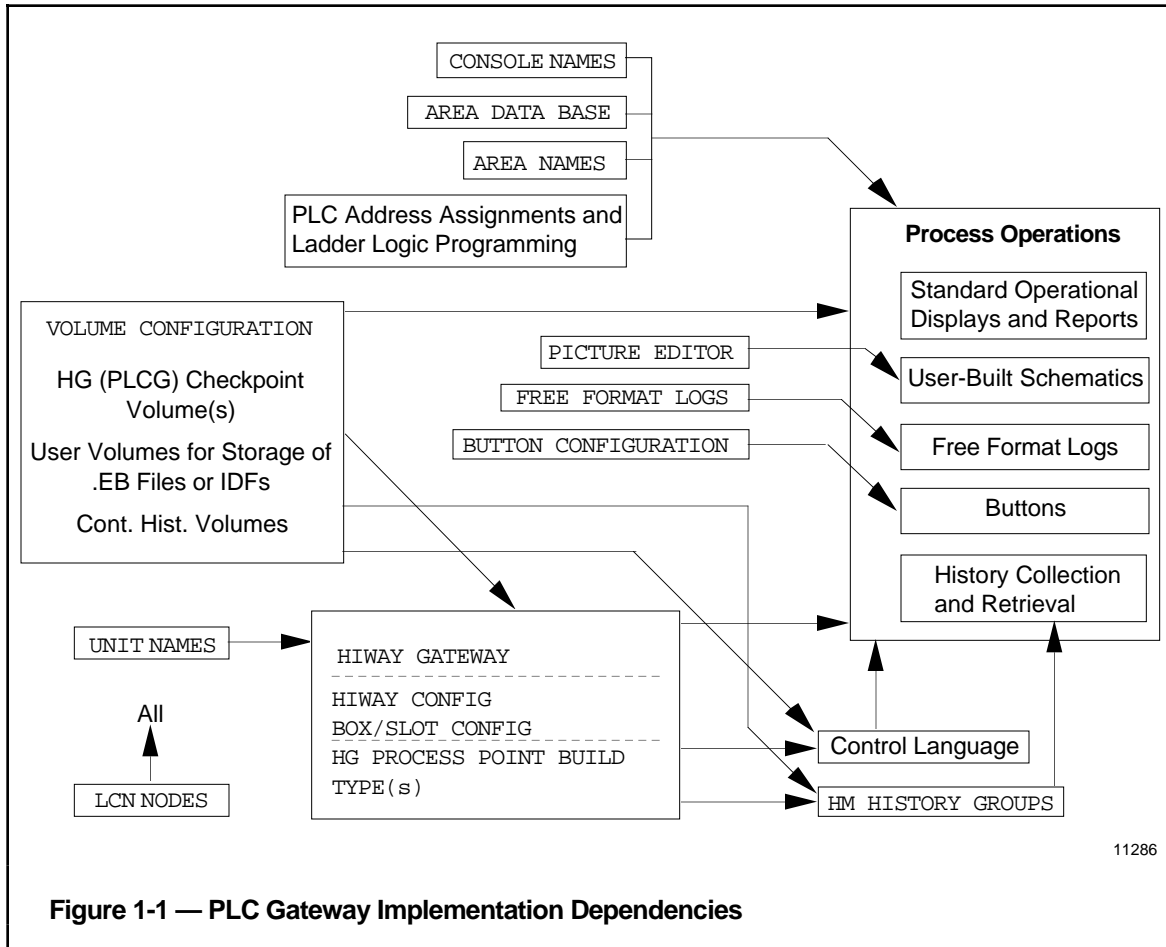 CONSOLE NAMES
AREA DATA BASE
AREA NAMES
PLC Address Assignments and
Ladder Logic Programming
Process Operations
Standard Operational
Displays and Reports
User-Built Schematics
Free Format Logs
Buttons
History Collection
and Retrieval
VOLUME CONFIGURATION
HG (PLCG) Checkpoint
Volume(s)
User Volumes for Storage of
.EB Files or IDFs
Cont. Hist. Volumes
PICTURE EDITOR
FREE FORMAT LOGS
BUTTON CONFIGURATION
UNIT NAMES
All
LCN NODES
HIWAY GATEWAY
HIWAY CONFIG
BOX/SLOT CONFIG
HG PROCESS POINT BUILD
TYPE(s)
Control Language
HM HISTORY GROUPS
11286
Figure 1-1 — PLC Gateway Implementation Dependencies